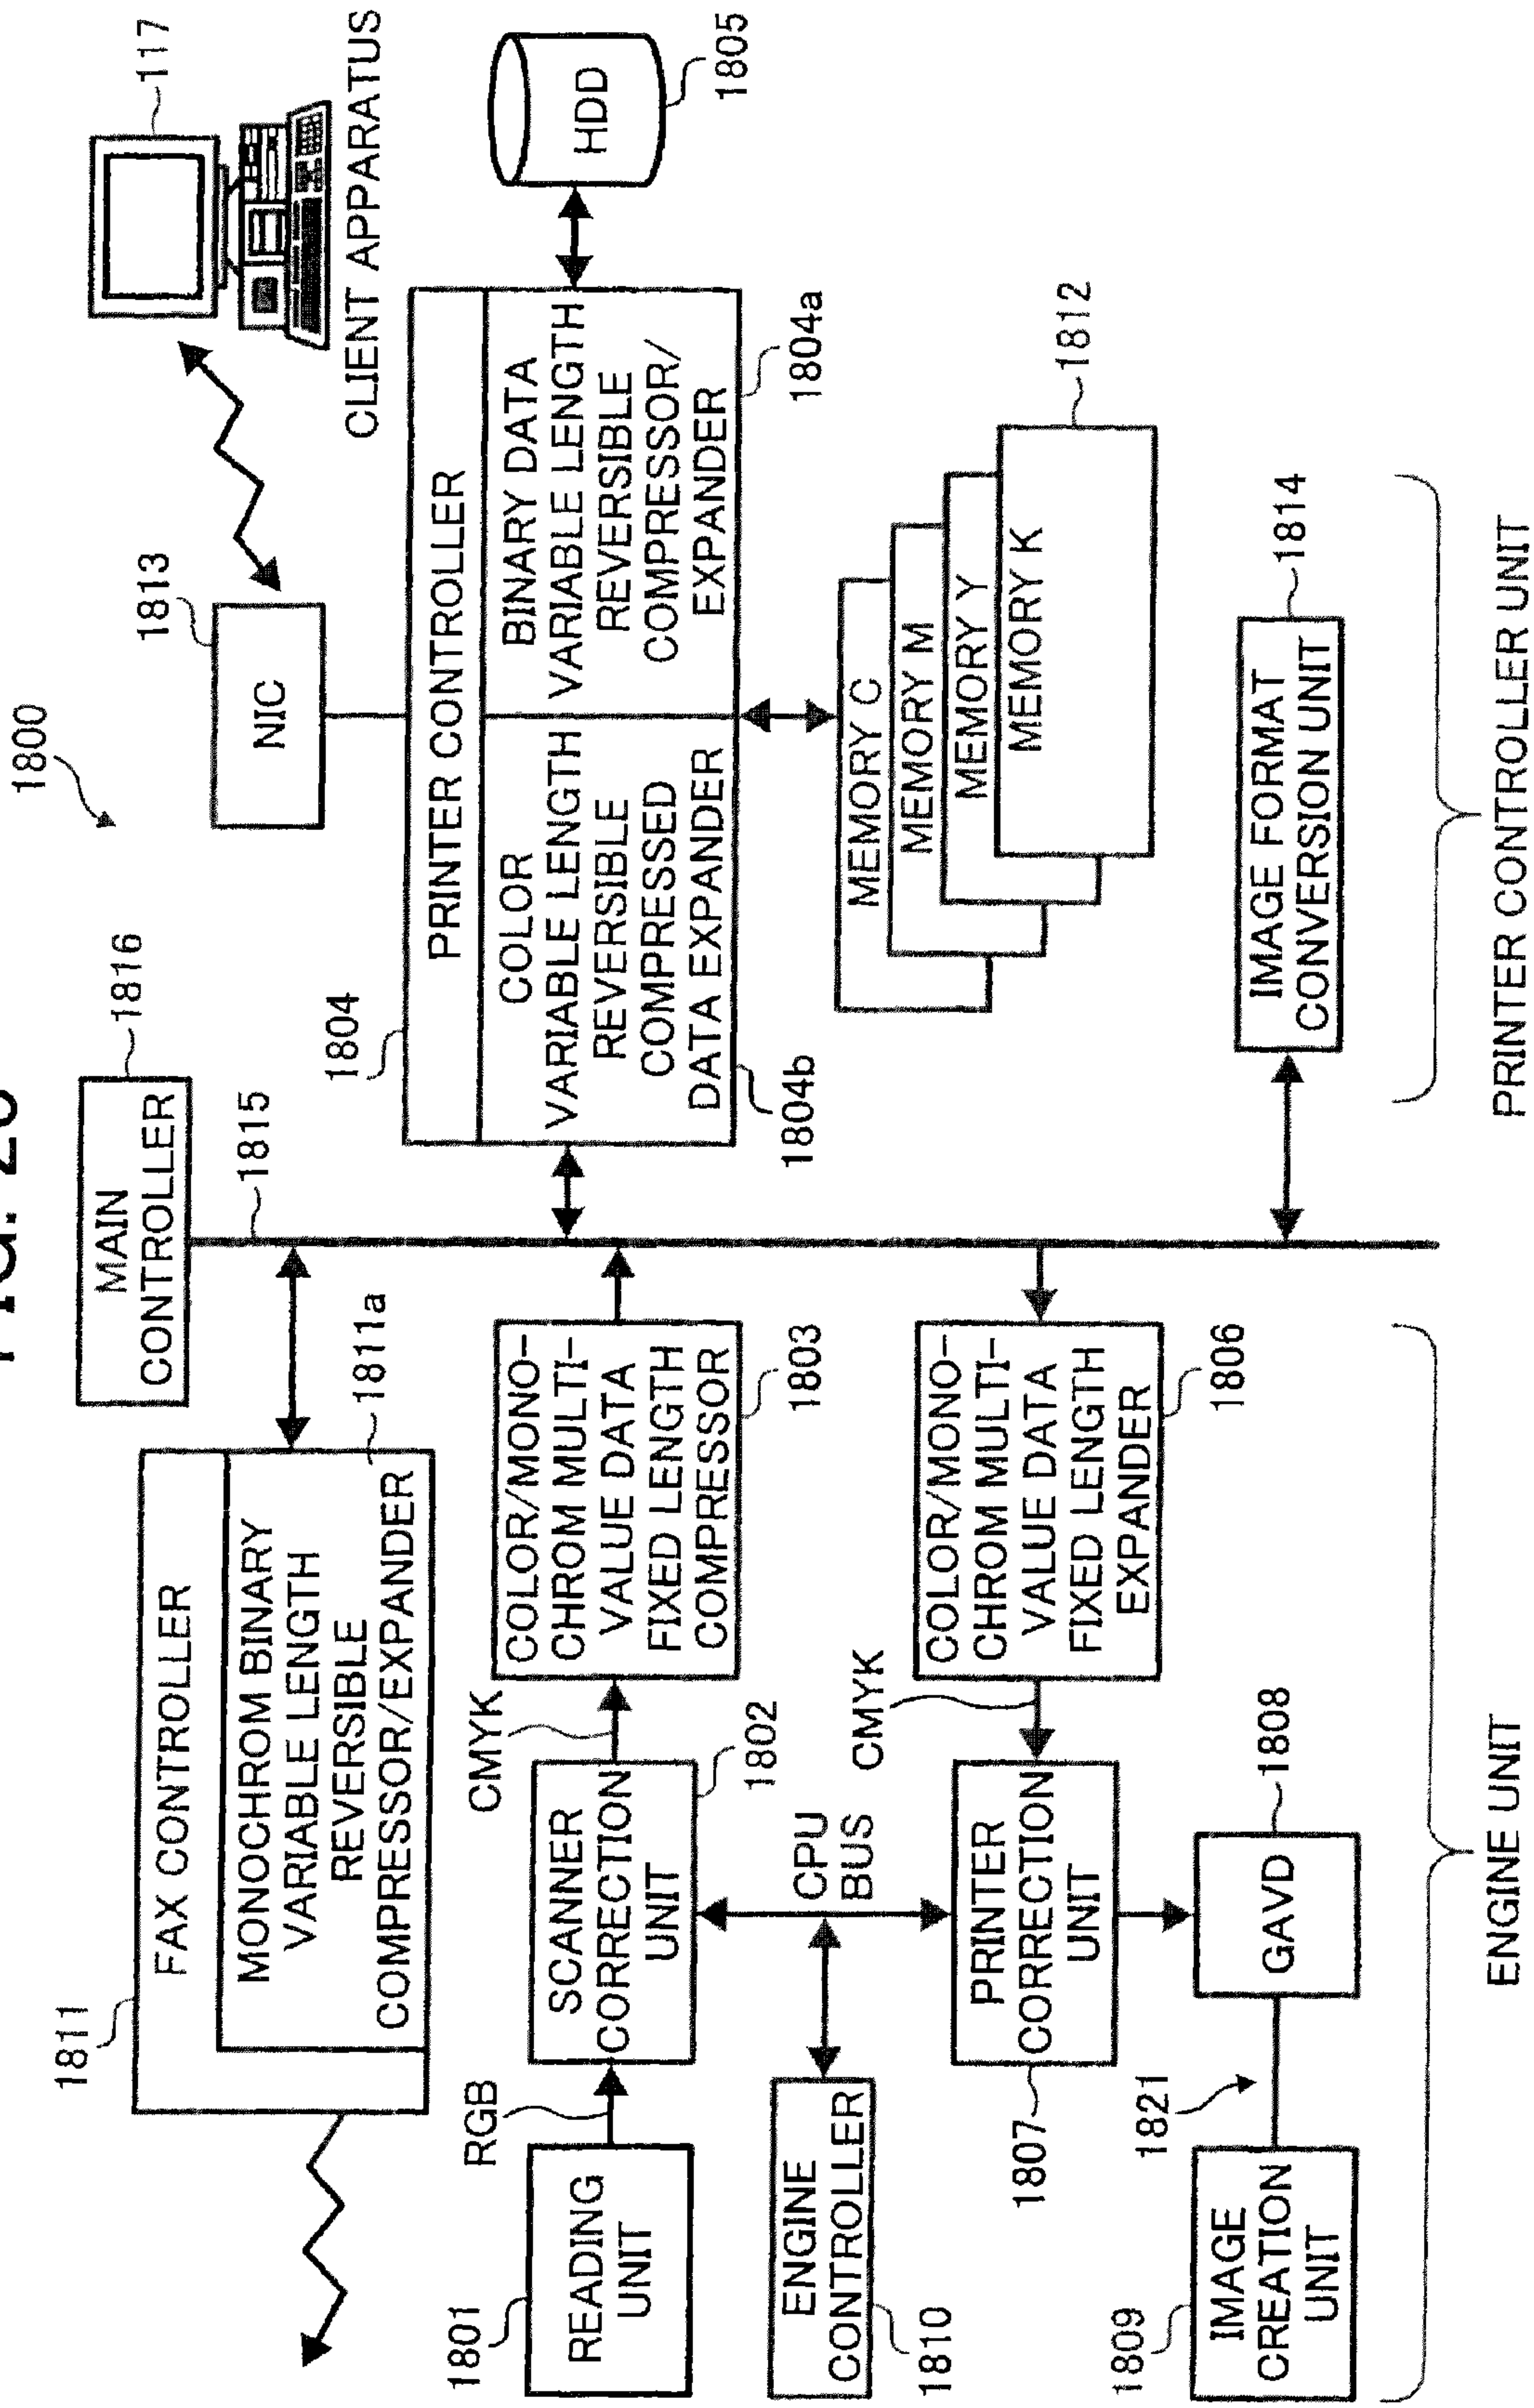 1800
MAIN
CONTROLLER
1816
1815
1811
FAX CONTROLLER
MONOCHROM BINARY
VARIABLE LENGTH
REVERSIBLE
COMPRESSOR/EXPANDER
1811a
NIC
1813
117
CLIENT APPARATUS
1804
PRINTER CONTROLLER
COLOR
VARIABLE LENGTH
REVERSIBLE
COMPRESSED
DATA EXPANDER
1804b
BINARY DATA
VARIABLE LENGTH
REVERSIBLE
COMPRESSOR/
EXPANDER
1804a
HDD
1805
1801
READING
UNIT
RGB
SCANNER
CORRECTION
UNIT
1802
CMYK
COLOR/MONO-
CHROM MULTI-
VALUE DATA
FIXED LENGTH
COMPRESSOR
1803
MEMORY C
MEMORY M
MEMORY Y
MEMORY K
1812
ENGINE
CONTROLLER
1810
CPU
BUS
CMYK
COLOR/MONO-
CHROM MULTI-
VALUE DATA
FIXED LENGTH
EXPANDER
1806
PRINTER
CORRECTION
UNIT
1807
1821
1809
IMAGE
CREATION
UNIT
GAVD
1808
IMAGE FORMAT
CONVERSION UNIT
1814
ENGINE UNIT
PRINTER CONTROLLER UNIT